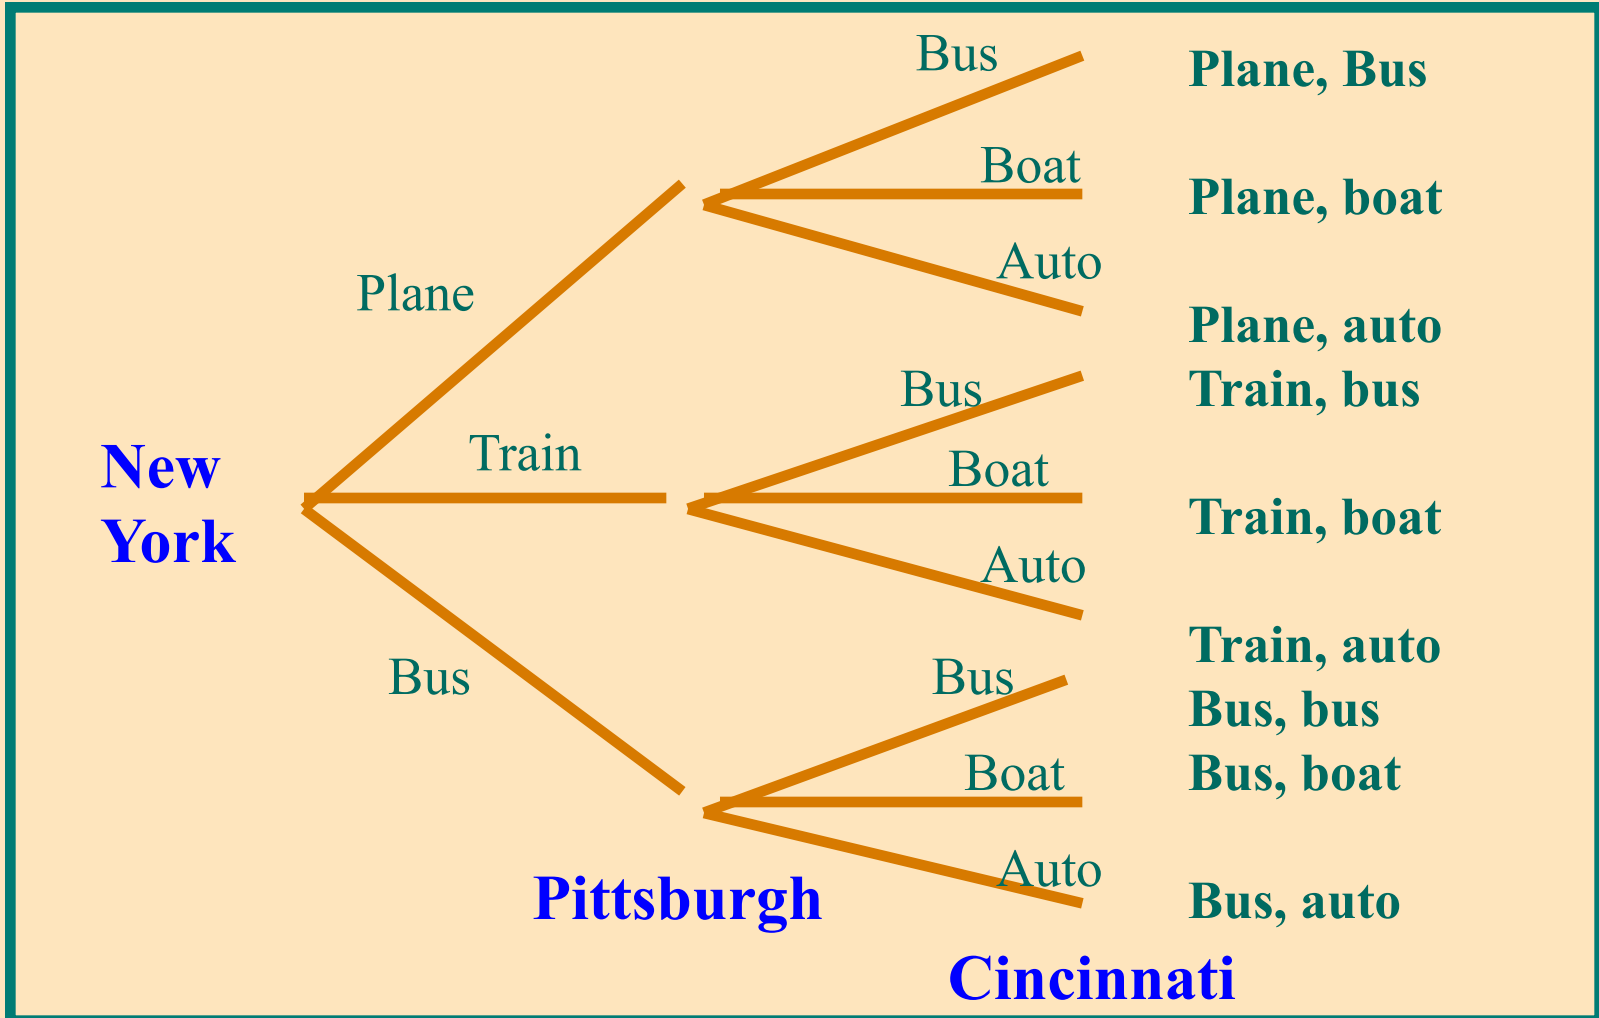 Bus
Plane, Bus
Boat
Plane, boat
Auto
Plane
Plane, auto
Bus
Train, bus
Train
New
York
Boat
Train, boat
Auto
Train, auto
Bus
Bus
Bus, bus
Boat
Bus, boat
Auto
Pittsburgh
Bus, auto
Cincinnati